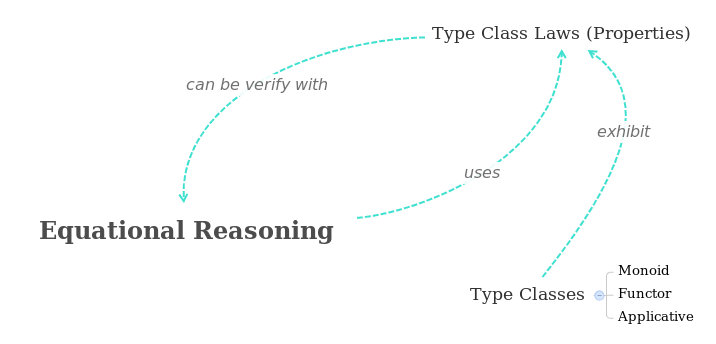 Type Class Laws (Properties)
can be verify with
exhibit
uses
Equational Reasoning
Monoid
Type Classes
Functor
Applicative